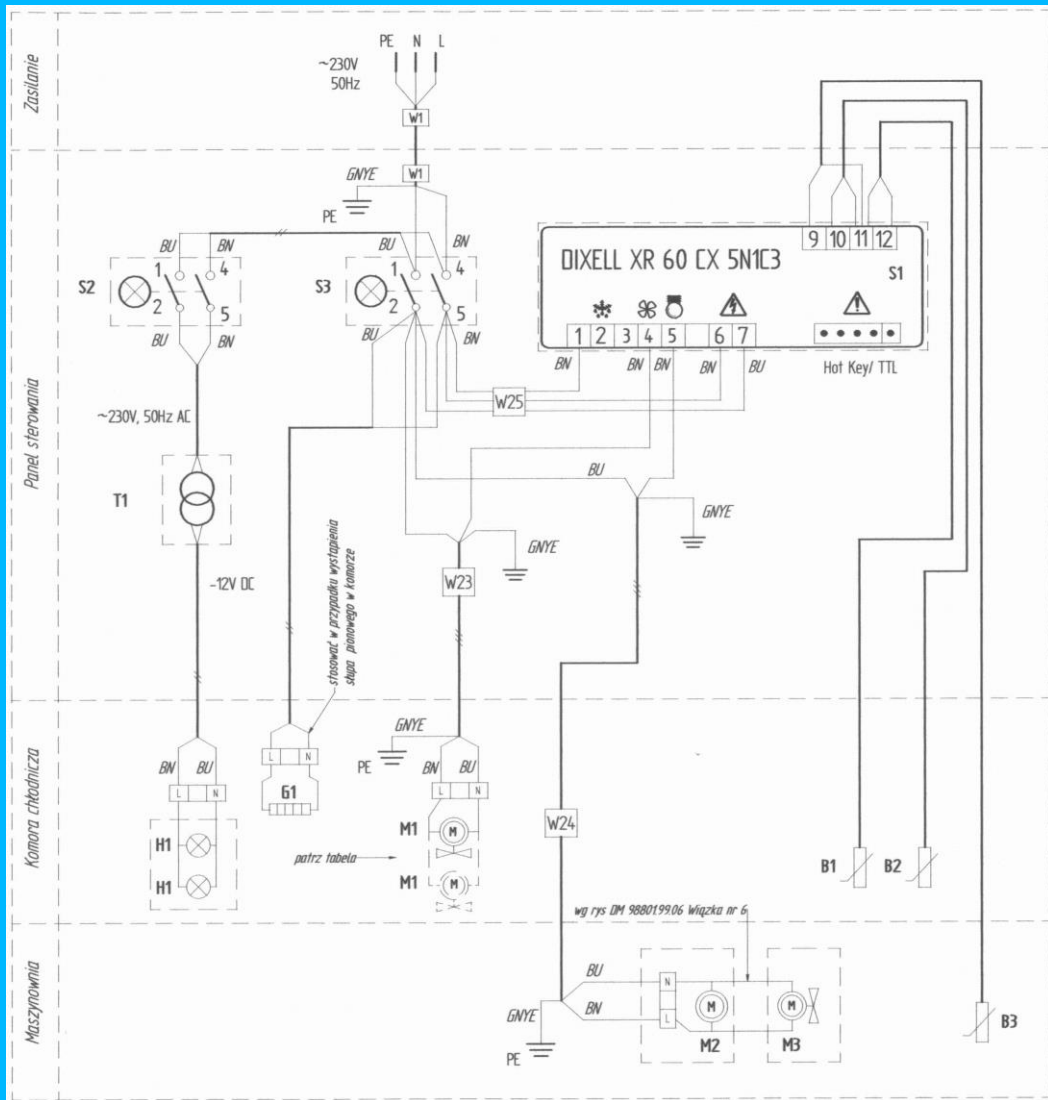 Zasilanie
PE N L
~230V
50Hz
W1
W1
GNYE
PE
Panel sterowania
BU BN
BU BN
S2
1 4
2 5
BU BN
S3
1 4
2 5
BU BN
9 10 11 12
DIXELL XR 60 CX 5N1C3
S1
1 2 3 4 5 6 7
BN BN BN BN BU
Hot Key/ TTL
W25
~230V, 50Hz AC
T1
-12V DC
stosować w przypadku wystąpienia
słupa pionowego w komorze
BU
GNYE
GNYE
W23
Komora chłodnicza
BN BU
L N
H1
H1
L N
G1
GNYE
PE
BN BU
L N
M1
M1
patrz tabela
W24
B1
B2
Maszynownia
wg rys DM 98801.99.06 Wiązka nr 6
BU
BN
GNYE
PE
N
L
M
M2
M
M3
B3